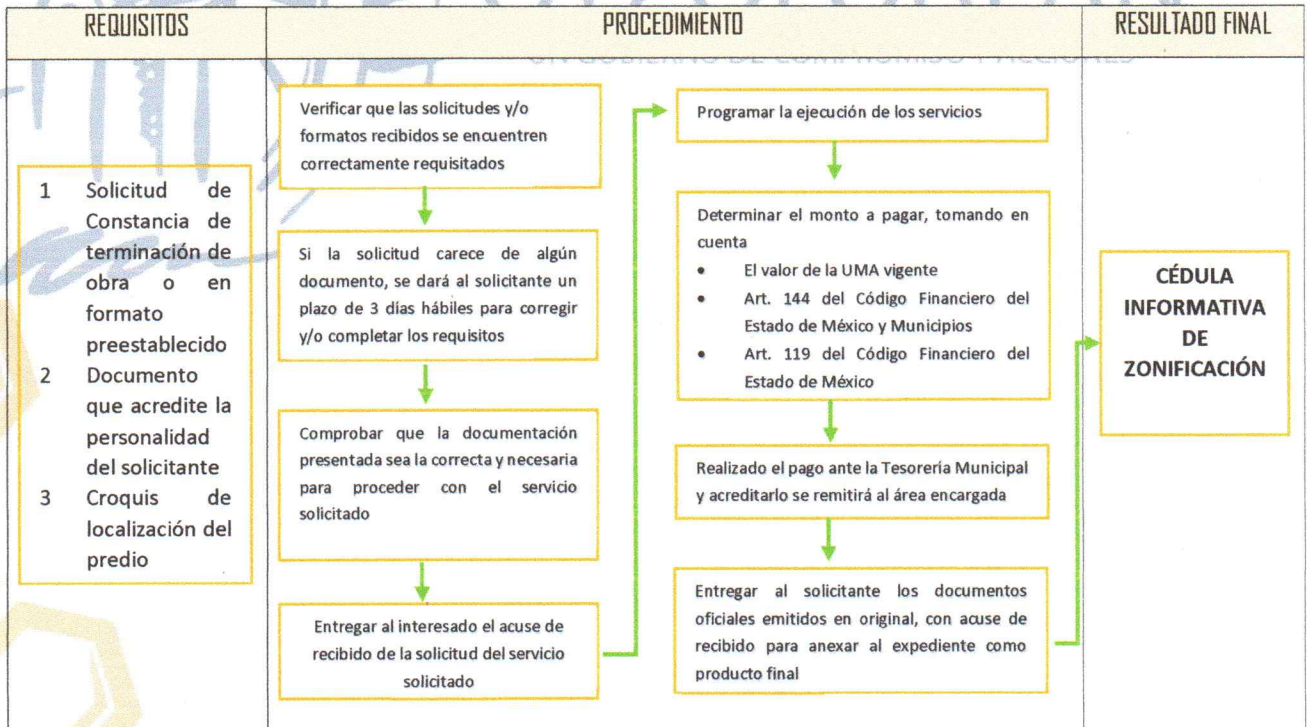 REQUISITOS
PROCEDIMIENTO
RESULTADO FINAL
1 Solicitud de
Constancia de
terminación de
obra o en
formato
preestablecido
2 Documento
que acredite la
personalidad
del solicitante
3 Croquis de
localización del
predio
Verificar que las solicitudes y/o
formatos recibidos se encuentren
correctamente requisitados
Si la solicitud carece de algún
documento, se dará al solicitante un
plazo de 3 días hábiles para corregir
y/o completar los requisitos
Comprobar que la documentación
presentada sea la correcta y necesaria
para proceder con el servicio
solicitado
Entregar al interesado el acuse de
recibido de la solicitud del servicio
solicitado
Programar la ejecución de los servicios
Determinar el monto a pagar, tomando en
cuenta
• El valor de la UMA vigente
• Art. 144 del Código Financiero del
Estado de México y Municipios
• Art. 119 del Código Financiero del
Estado de México
Realizado el pago ante la Tesorería Municipal
y acreditarlo se remitirá al área encargada
Entregar al solicitante los documentos
oficiales emitidos en original, con acuse de
recibido para anexar al expediente como
producto final
CÉDULA
INFORMATIVA
DE
ZONIFICACIÓN